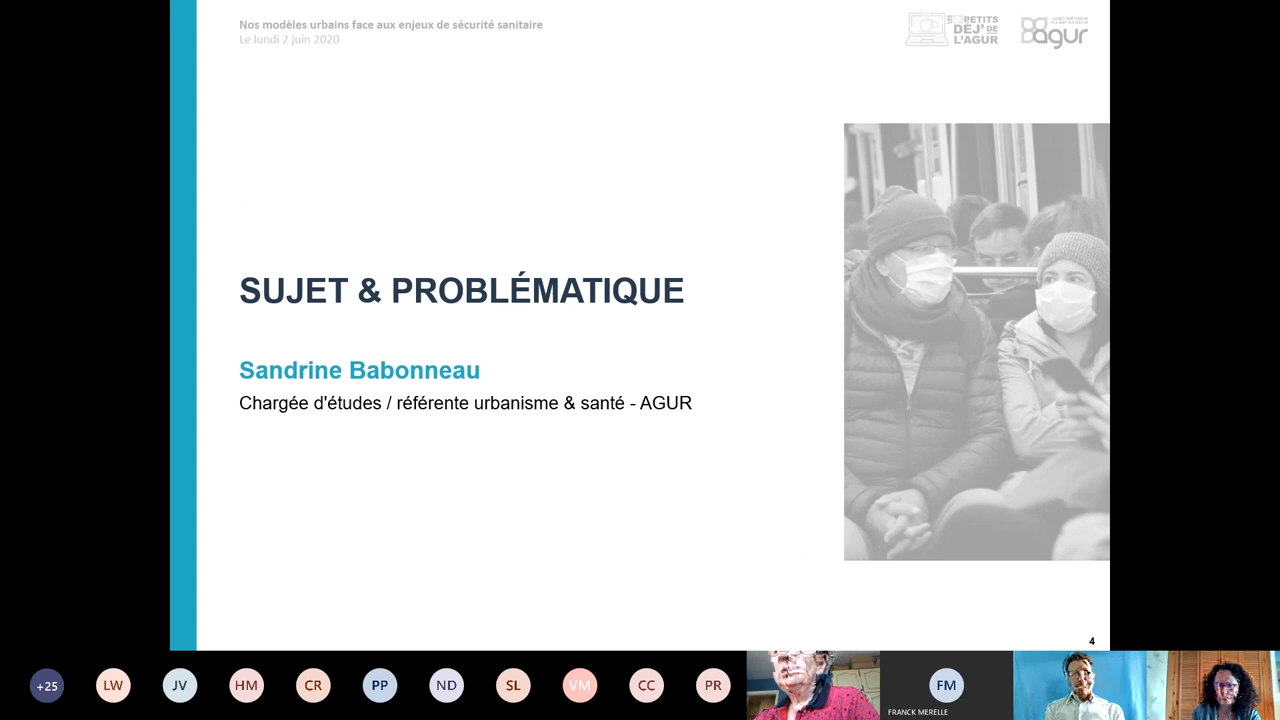 Nos modèles urbains face aux enjeux de sécurité sanitaire
Le lundi 2 juin 2020
PETITS
DÉJ' DE
L'AGUR
agur
SUJET & PROBLÉMATIQUE
Sandrine Babonneau
Chargée d'études / référente urbanisme & santé - AGUR
4
+25
LW
JV
HM
CR
PP
ND
SL
VM
CC
PR
FM
FRANCK MERELLE